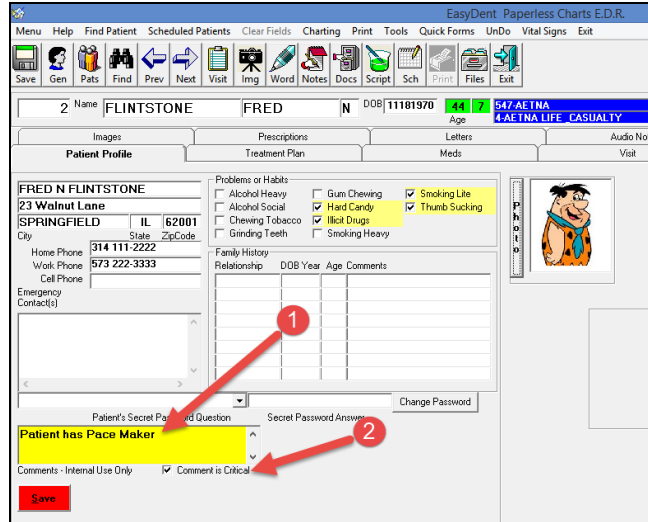 EasyDent Paperless Charts E.D.R.
Menu Help Find Patient Scheduled Patients Clear Fields Charting Print Tools Quick Forms UnDo Vital Signs Exit
Save Gen Pats Find Prev Next Visit Img Word Notes Docs Script Sch Print Files Exit
2 Name FLINTSTONE FRED N DOB 11181970 44 7 547-AETNA
Age 4-AETNA LIFE_CASUALTY
Images Prescriptions Letters Audio No
Patient Profile Treatment Plan Meds Visit
FRED N FLINTSTONE
23 Walnut Lane
SPRINGFIELD IL 62001
City State ZipCode
Home Phone 314 111-2222
Work Phone 573 222-3333
Cell Phone
Emergency
Contact(s)
Problems or Habits
Alcohol Heavy Gum Chewing Smoking Lite
Alcohol Social Hard Candy Thumb Sucking
Chewing Tobacco Illicit Drugs
Grinding Teeth Smoking Heavy
Family History
Relationship DOB Year Age Comments
Photo
1
Change Password
Patient's Secret Password Question Secret Password Answer
2
Patient has Pace Maker
Comments - Internal Use Only Comment is Critical
Save